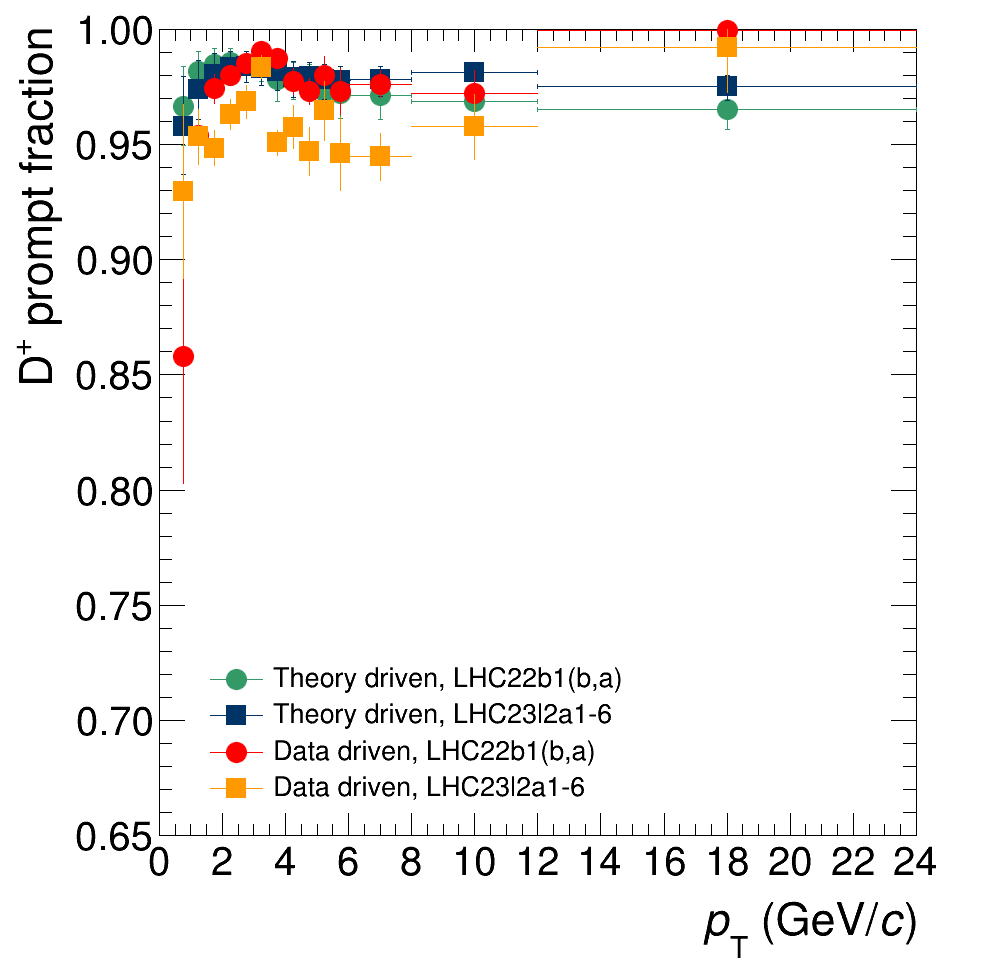 D+ prompt fraction
1.00
0.95
0.90
0.85
0.80
0.75
0.70
0.65
Theory driven, LHC22b1(b,a)
Theory driven, LHC23l2a1-6
Data driven, LHC22b1(b,a)
Data driven, LHC23l2a1-6
0 2 4 6 8 10 12 14 16 18 20 22 24
pT (GeV/c)